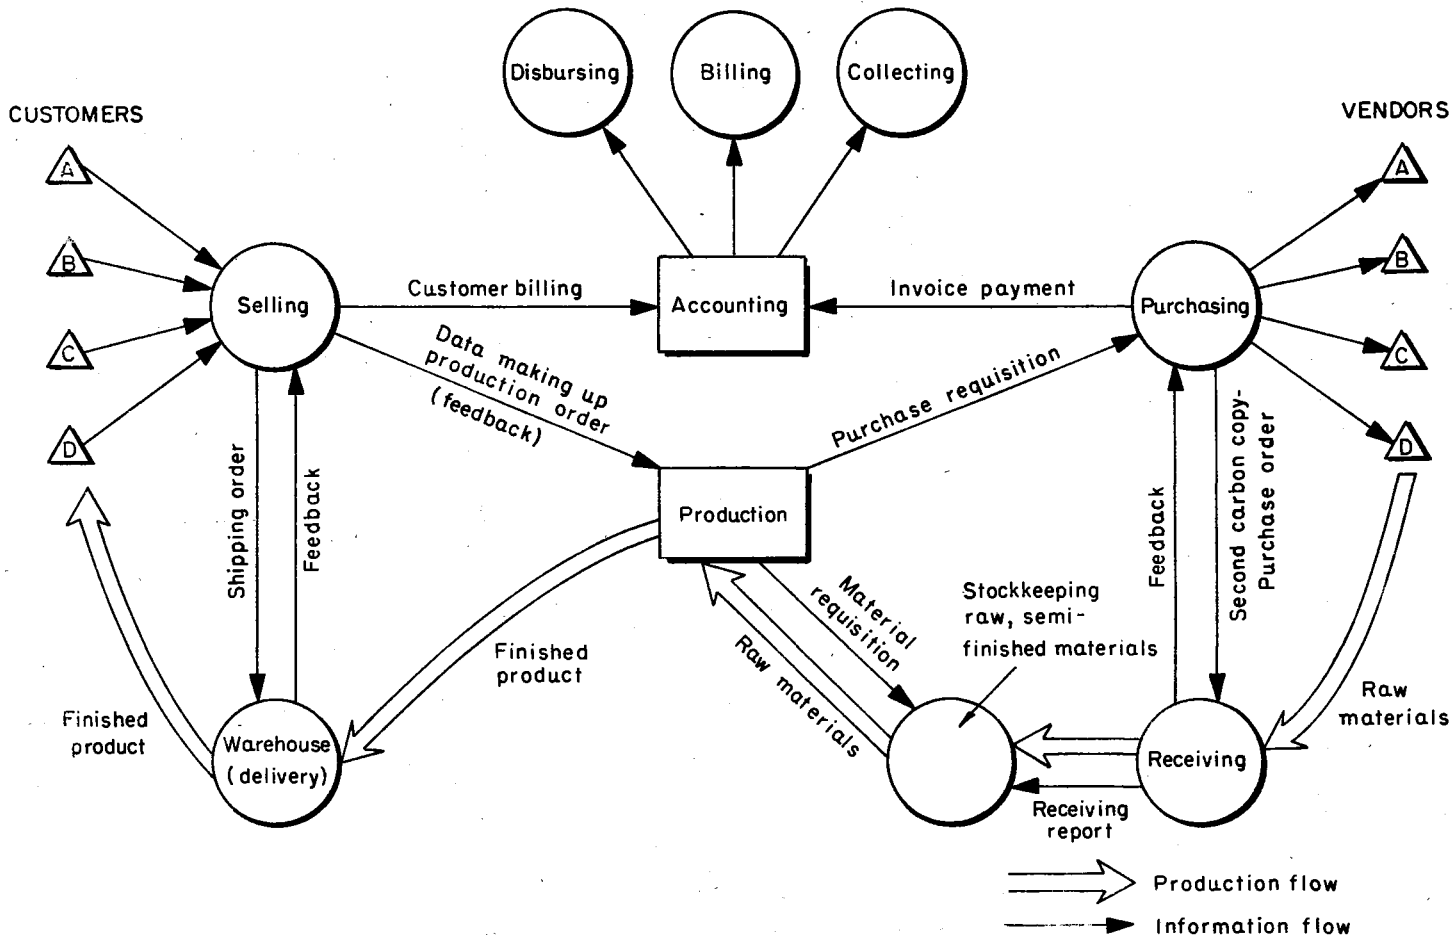 Disbursing
Billing
Collecting
CUSTOMERS
VENDORS
A
B
C
D
A
B
C
D
Selling
Customer billing
Accounting
Invoice payment
Purchasing
Data making up
production order
(feedback)
Purchase requisition
Shipping order
Feedback
Production
Feedback
Second carbon copy-
Purchase order
Material
requisition
Raw materials
Stockkeeping
raw, semi-
finished materials
Finished
product
Finished
product
Warehouse
(delivery)
Receiving
Raw
materials
Receiving
report
Production flow
Information flow